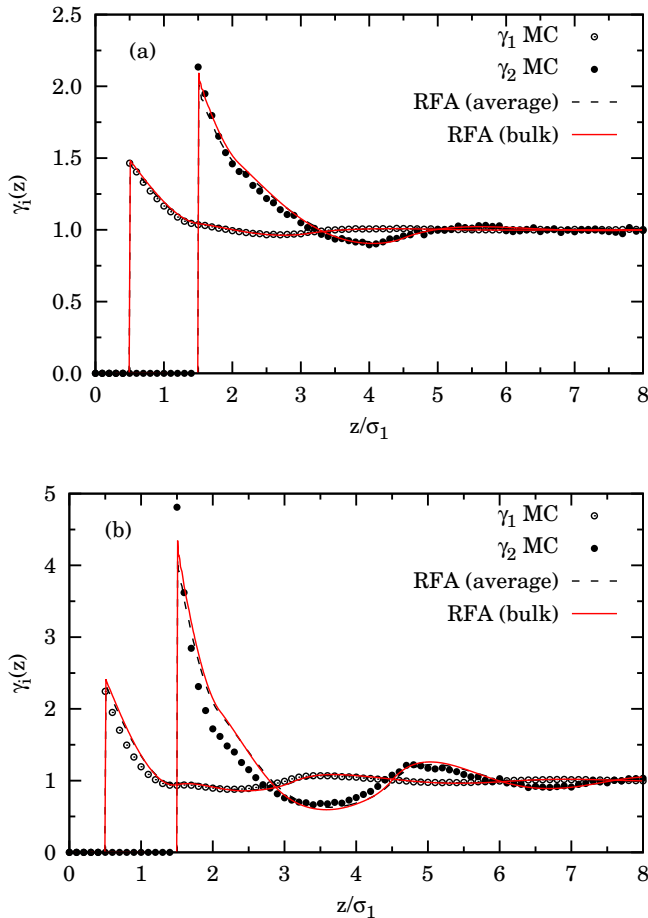 (a)
γ1 MC
γ2 MC
RFA (average)
RFA (bulk)
2.5
2.0
1.5
1.0
0.5
0.0
γi(z)
0 1 2 3 4 5 6 7 8
z/σ1
(b)
γ1 MC
γ2 MC
RFA (average)
RFA (bulk)
5
4
3
2
1
0
γi(z)
0 1 2 3 4 5 6 7 8
z/σ1